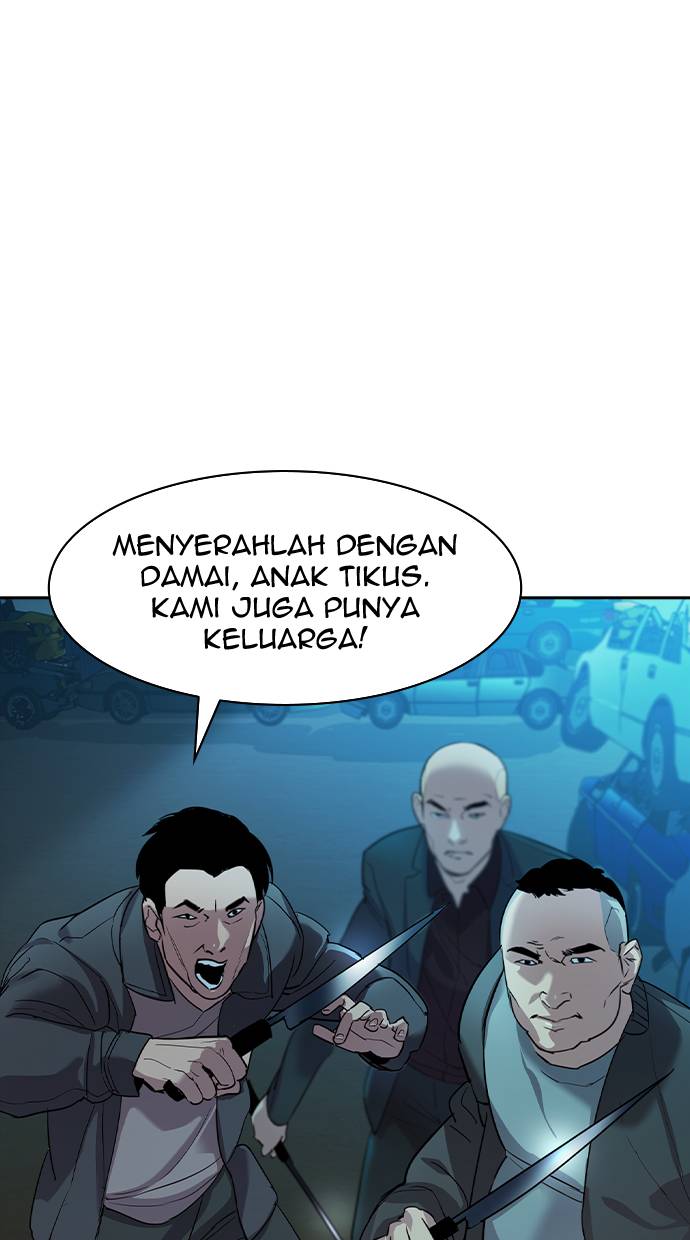 MENYERAHLAH DENGAN
DAMAI, ANAK TIKUS.
KAMI JUGA PUNYA
KELUARGA!